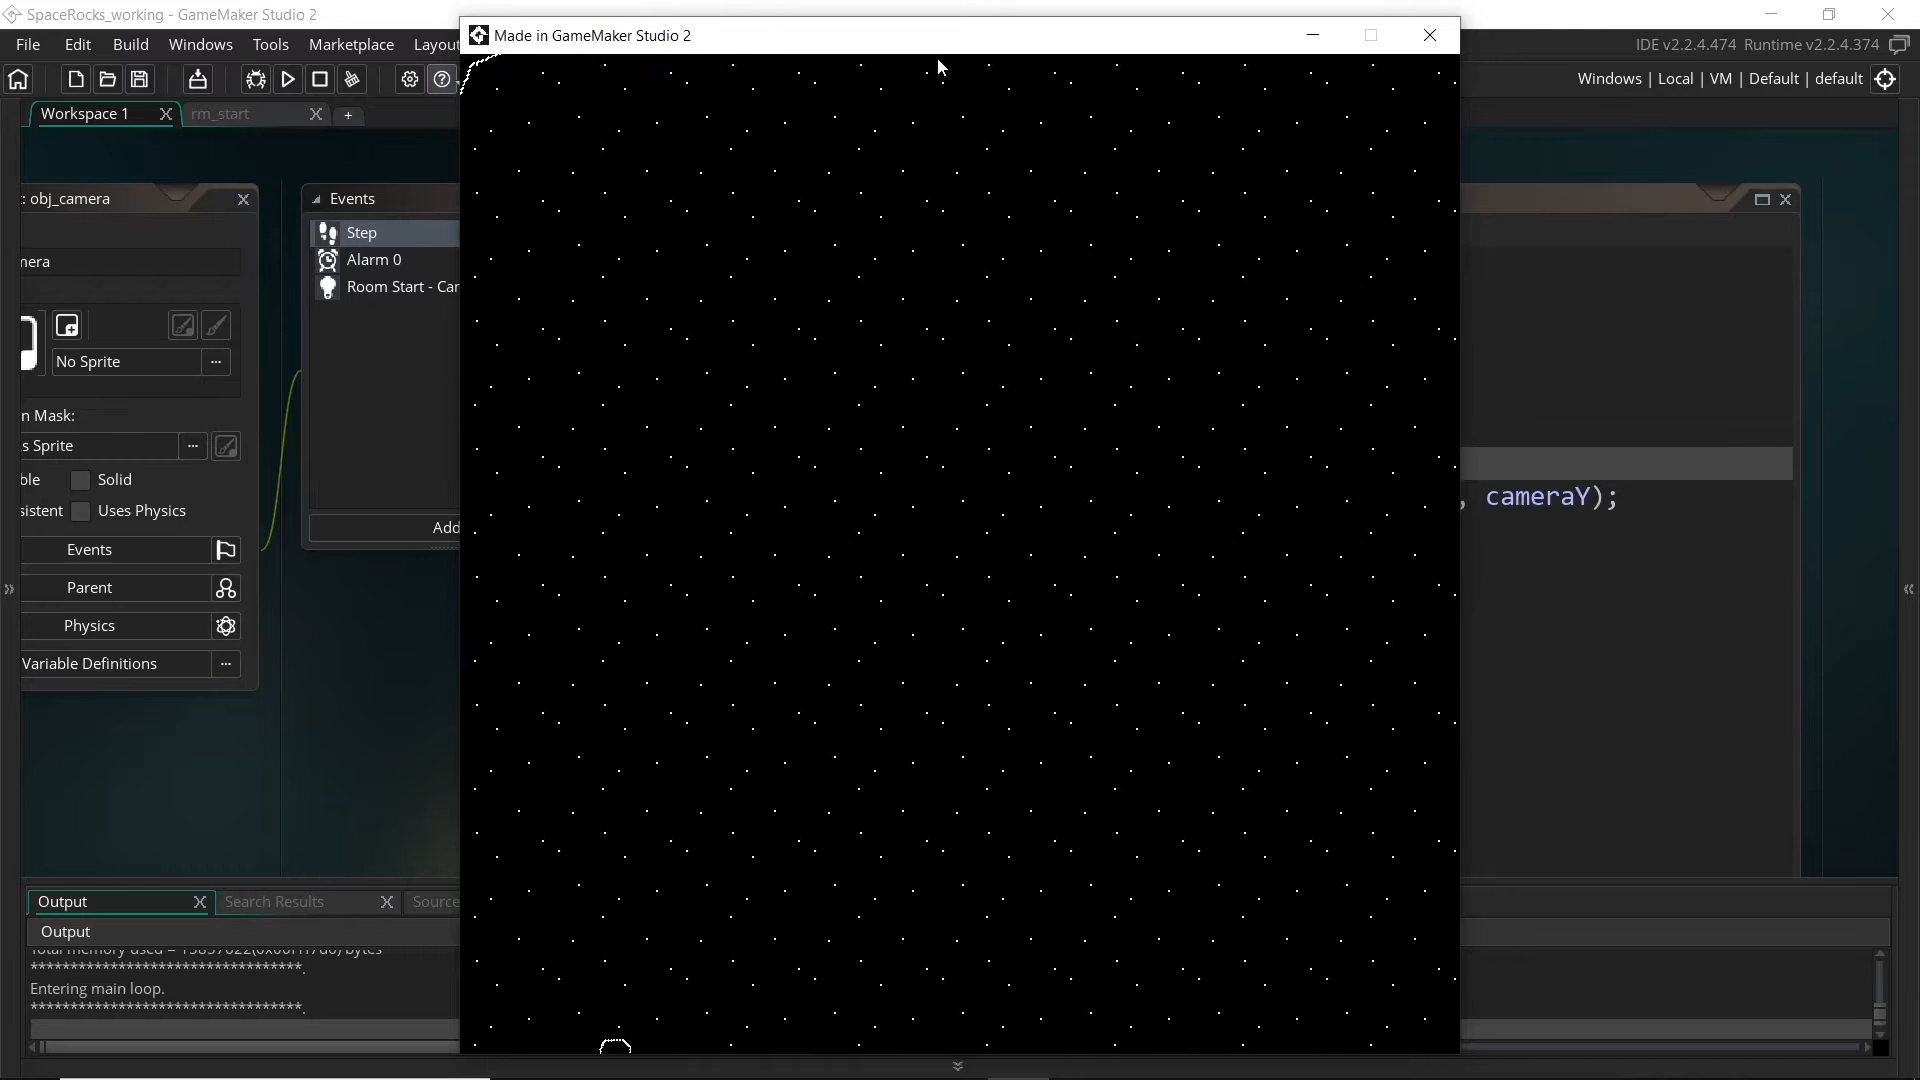 SpaceRocks_working - GameMaker Studio 2
Made in GameMaker Studio 2
File Edit Build Windows Tools Marketplace Layou
IDE v2.2.4.474 Runtime v2.2.4.374
Windows | Local | VM | Default | default
Workspace 1
rm_start
: obj_camera
Events
Step
Alarm 0
Room Start - Car
mera
No Sprite
n Mask:
s Sprite
ble
Solid
sistent
Uses Physics
Events
Parent
Physics
Variable Definitions
Add
, cameraY);
Output
Search Results
Source
Output
***********************************.
Entering main loop.
***********************************.